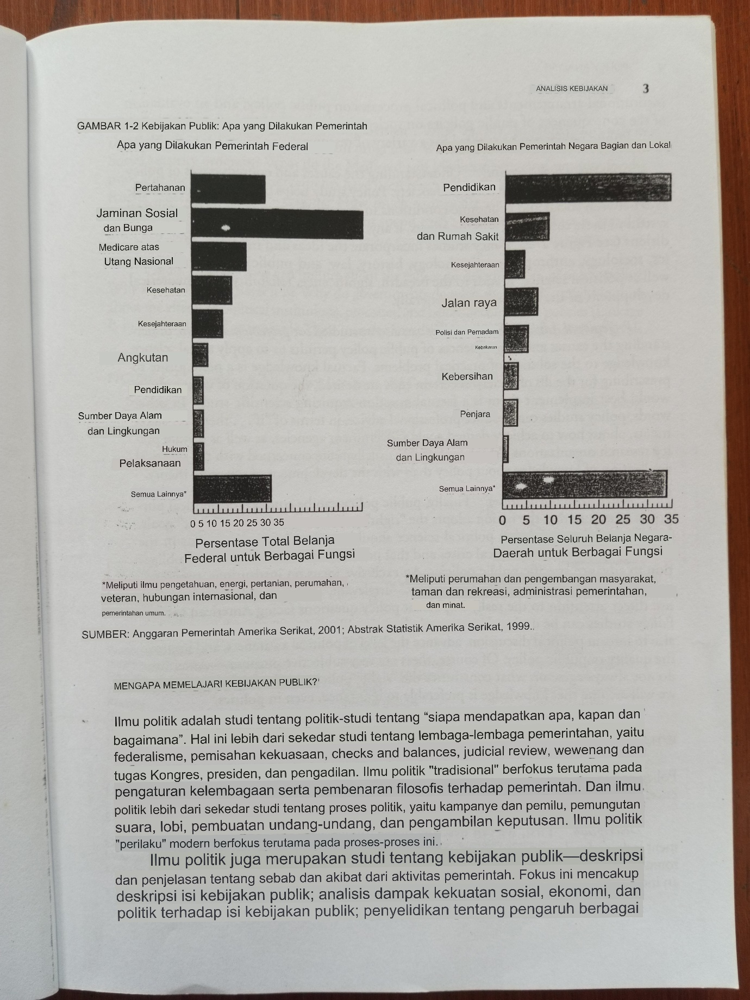 ANALISIS KEBIJAKAN 3
GAMBAR 1-2 Kebijakan Publik: Apa yang Dilakukan Pemerintah
Apa yang Dilakukan Pemerintah Federal
Pertahanan
Jaminan Sosial
dan Bunga
Medicare atas
Utang Nasional
Kesehatan
Kesejahteraan
Angkutan
Pendidikan
Sumber Daya Alam
dan Lingkungan
Hukum
Pelaksanaan
Semua Lainnya*
0 5 10 15 20 25 30 35
Persentase Total Belanja
Federal untuk Berbagai Fungsi
*Meliputi ilmu pengetahuan, energi, pertanian, perumahan,
veteran, hubungan internasional, dan
pemerintahan umum.
Apa yang Dilakukan Pemerintah Negara Bagian dan Lokal
Pendidikan
Kesehatan
dan Rumah Sakit
Kesejahteraan
Jalan raya
Polisi dan Pemadam
Kebakaran
Kebersihan
Penjara
Sumber Daya Alam
dan Lingkungan
Semua Lainnya*
0 5 10 15 20 25 30 35
Persentase Seluruh Belanja Negara-
Daerah untuk Berbagai Fungsi
*Meliputi perumahan dan pengembangan masyarakat,
taman dan rekreasi, administrasi pemerintahan,
dan minat.
SUMBER: Anggaran Pemerintah Amerika Serikat, 2001; Abstrak Statistik Amerika Serikat, 1999..
MENGAPA MEMELAJARI KEBIJAKAN PUBLIK?
Ilmu politik adalah studi tentang politik-studi tentang “siapa mendapatkan apa, kapan dan
bagaimana”. Hal ini lebih dari sekedar studi tentang lembaga-lembaga pemerintahan, yaitu
federalisme, pemisahan kekuasaan, checks and balances, judicial review, wewenang dan
tugas Kongres, presiden, dan pengadilan. Ilmu politik "tradisional" berfokus terutama pada
pengaturan kelembagaan serta pembenaran filosofis terhadap pemerintah. Dan ilmu
politik lebih dari sekedar studi tentang proses politik, yaitu kampanye dan pemilu, pemungutan
suara, lobi, pembuatan undang-undang, dan pengambilan keputusan. Ilmu politik
"perilaku" modern berfokus terutama pada proses-proses ini.
Ilmu politik juga merupakan studi tentang kebijakan publik—deskripsi
dan penjelasan tentang sebab dan akibat dari aktivitas pemerintah. Fokus ini mencakup
deskripsi isi kebijakan publik; analisis dampak kekuatan sosial, ekonomi, dan
politik terhadap isi kebijakan publik; penyelidikan tentang pengaruh berbagai